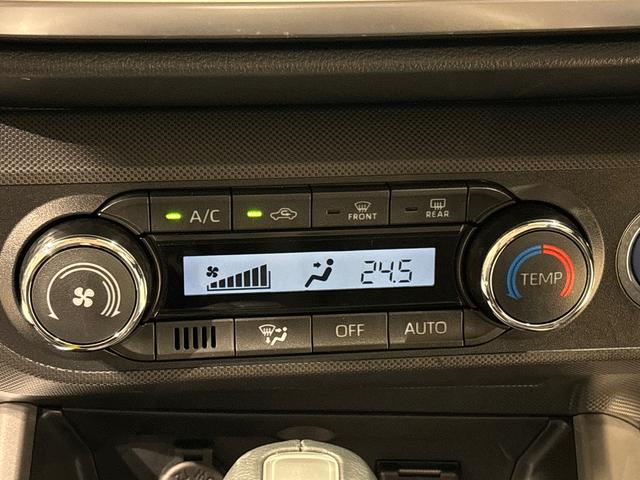 A/C
FRONT
REAR
24.5
TEMP
OFF
AUTO